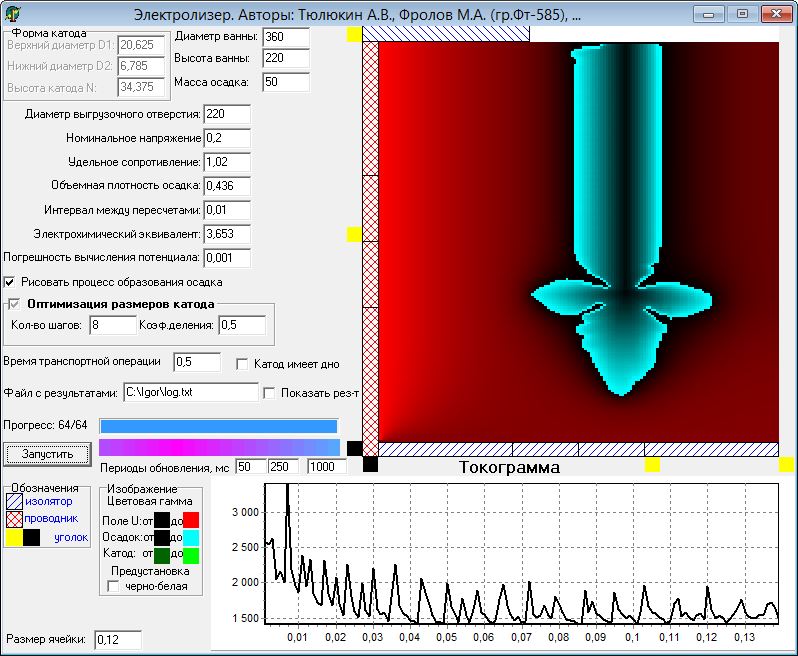 Электролизер. Авторы: Тюлюкин А.В., Фролов М.А. (гр.Фт-585), ...
Форма катода
Верхний диаметр D1: 20,625
Нижний диаметр D2: 6,785
Высота катода N: 34,375
Диаметр ванны: 360
Высота ванны: 220
Масса осадка: 50
Диаметр выгрузочного отверстия: 220
Номинальное напряжение 0,2
Удельное сопротивление: 1,02
Объемная плотность осадка: 0,436
Интервал между пересчетами: 0,01
Электрохимический эквивалент: 3,653
Погрешность вычисления потенциала: 0,001
Рисовать процесс образования осадка
Оптимизация размеров катода
Кол-во шагов: 8 Коэф.деления: 0,5
Время транспортной операции 0,5 Катод имеет дно
Файл с результатами: C:\Igor\log.txt Показать рез-т
Прогресс: 64/64
Запустить
Периоды обновления, мс 50 250 1000
Обозначения
изолятор
проводник
уголок
Изображение
Цветовая гамма
Поле U: от до
Осадок: от до
Катод: от до
Предустановка
черно-белая
Размер ячейки: 0,12
Токограмма
3 000
2 500
2 000
1 500
0,01 0,02 0,03 0,04 0,05 0,06 0,07 0,08 0,09 0,1 0,11 0,12 0,13